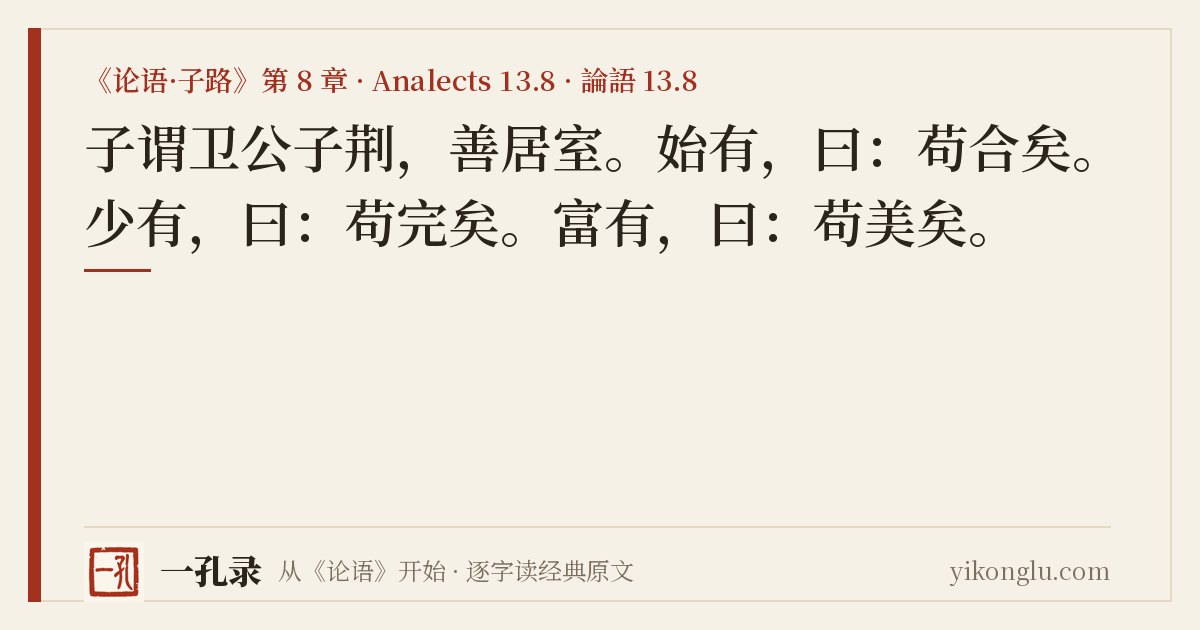 《论语·子路》第 8 章 · Analects 13.8 · 論語 13.8
子谓卫公子荆，善居室。始有，曰：苟合矣。
少有，曰：苟完矣。富有，曰：苟美矣。
一孔
一孔录 从《论语》开始 · 逐字读经典原文 yikonglu.com